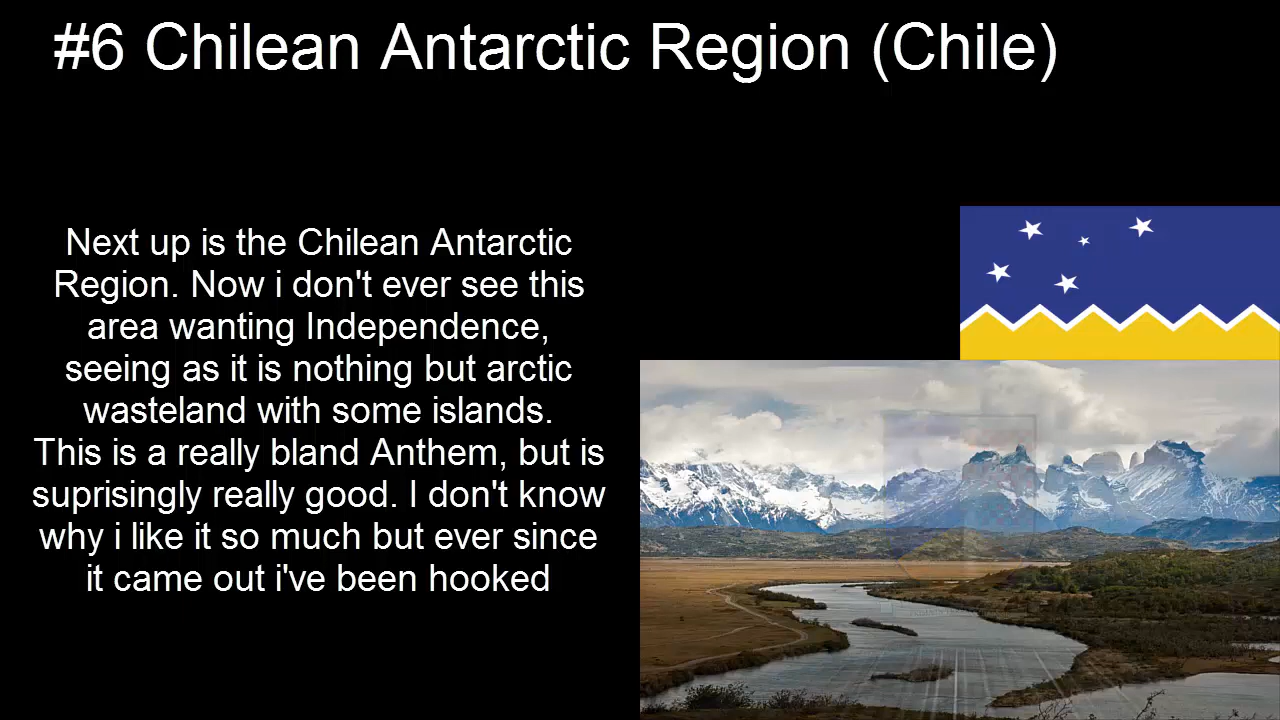 #6 Chilean Antarctic Region (Chile)
Next up is the Chilean Antarctic
Region. Now i don't ever see this
area wanting Independence,
seeing as it is nothing but arctic
wasteland with some islands.
This is a really bland Anthem, but is
suprisingly really good. I don't know
why i like it so much but ever since
it came out i've been hooked